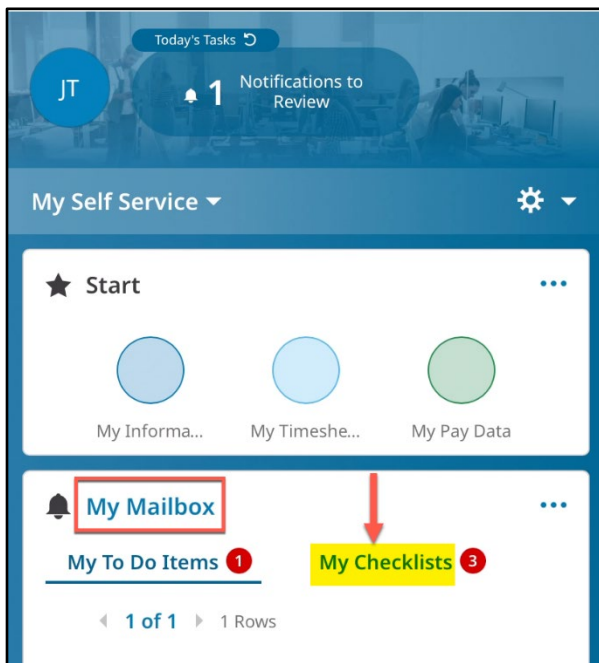 Today's Tasks
JT
1
Notifications to
Review
My Self Service
Start
My Informa...
My Timeshe...
My Pay Data
My Mailbox
My To Do Items 1
My Checklists 3
1 of 1 1 Rows